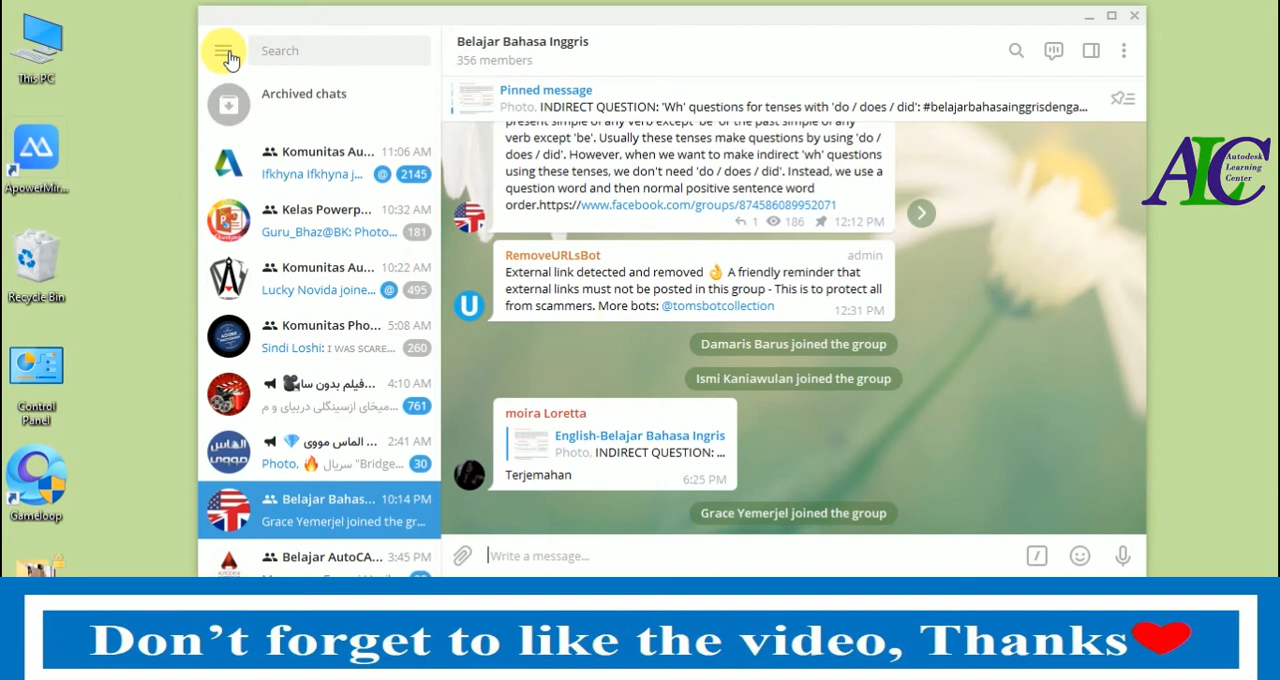 This PC
ApowerMir...
Recycle Bin
Control
Panel
Gameloop
Search
Archived chats
Komunitas Au... 11:06 AM
Ifkhyna Ifkhyna j... @ 2145
Kelas Powerp... 10:32 AM
Guru_Bhaz@BK: Photo... 181
Komunitas Au... 10:22 AM
Lucky Novida joine... @ 495
Komunitas Pho... 5:08 AM
Sindi Loshi: I WAS SCARE... 260
فیلم بدون سا... 4:10 AM
میخای ازسینگلی دربیای و م... 761
الماس مووی ... 2:41 AM
Photo, 🔥 سریال "Bridge... 30
Belajar Bahas... 10:14 PM
Grace Yemerjel joined the gr...
Belajar AutoCA... 3:45 PM
Belajar Bahasa Inggris
356 members
Pinned message
Photo, INDIRECT QUESTION: 'Wh' questions for tenses with 'do / does / did': #belajarbahasainggrisdenga...
present simple of any verb except 'be' or the past simple of any
verb except 'be'. Usually these tenses make questions by using 'do /
does / did'. However, when we want to make indirect 'wh' questions
using these tenses, we don't need 'do / does / did'. Instead, we use a
question word and then normal positive sentence word
order.https://www.facebook.com/groups/874586089952071
1 186 12:12 PM
RemoveURLsBot admin
External link detected and removed 👌 A friendly reminder that
external links must not be posted in this group - This is to protect all
from scammers. More bots: @tomsbotcollection
12:31 PM
Damaris Barus joined the group
Ismi Kaniawulan joined the group
moira Loretta
English-Belajar Bahasa Ingris
Photo, INDIRECT QUESTION: ...
Terjemahan 6:25 PM
Grace Yemerjel joined the group
Write a message...
ALC
Autodesk
Learning
Center
Don't forget to like the video, Thanks